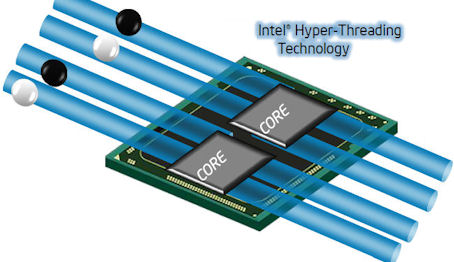 Intel® Hyper-Threading
Technology
CORE
CORE